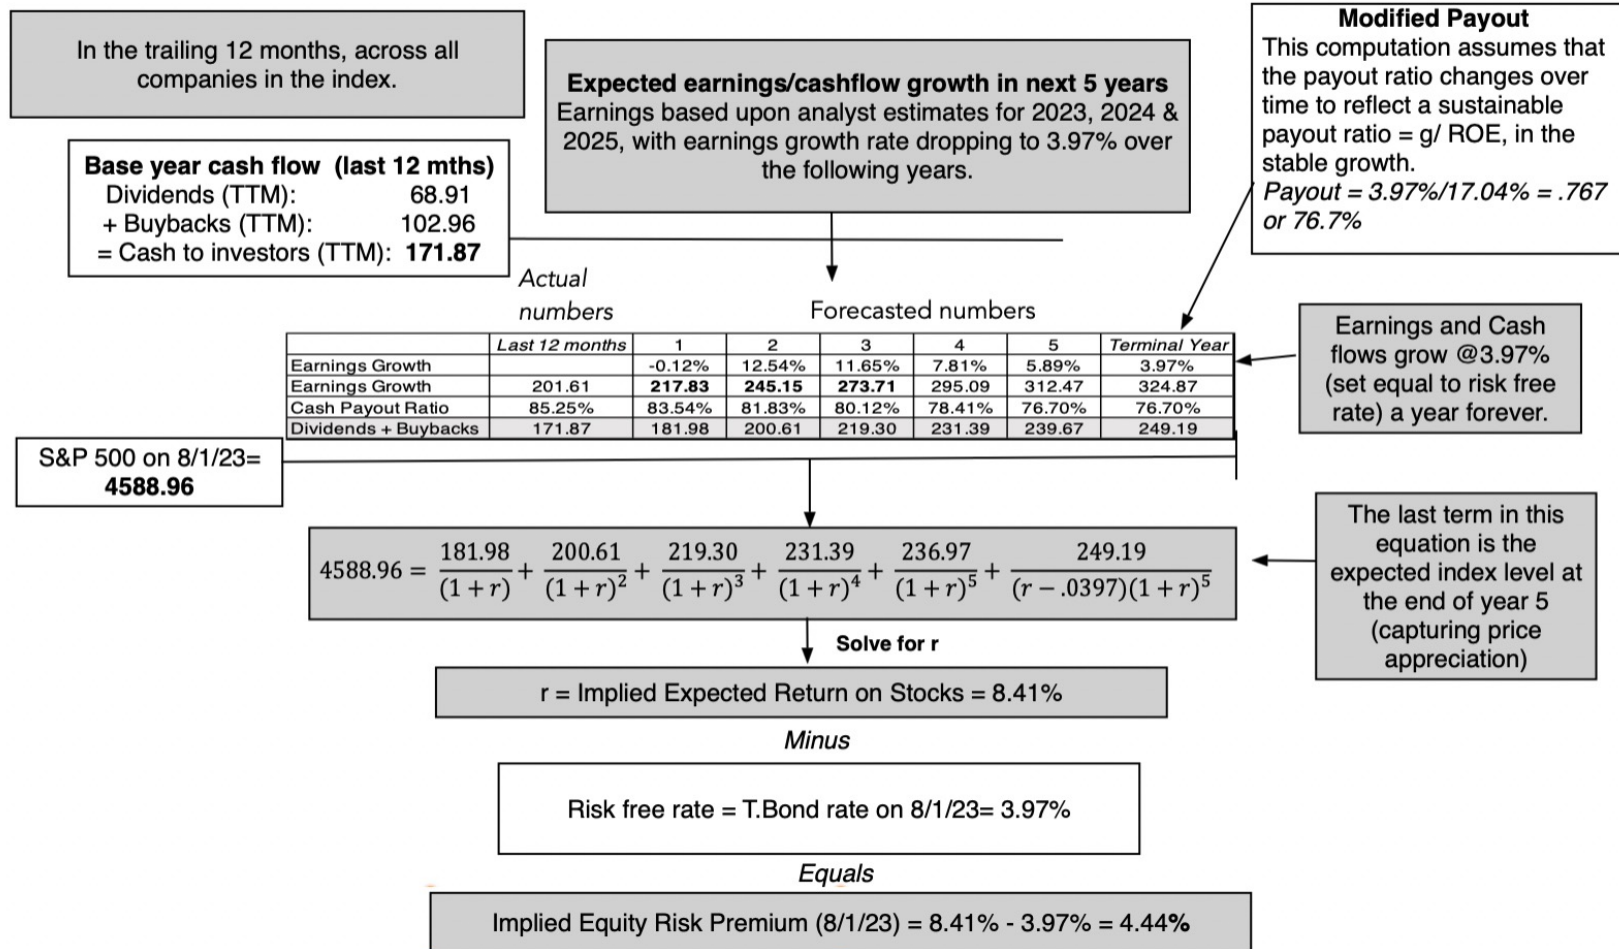 In the trailing 12 months, across all
companies in the index.
Expected earnings/cashflow growth in next 5 years
Earnings based upon analyst estimates for 2023, 2024 &
2025, with earnings growth rate dropping to 3.97% over
the following years.
Modified Payout
This computation assumes that
the payout ratio changes over
time to reflect a sustainable
payout ratio = g/ ROE, in the
stable growth.
Payout = 3.97%/17.04% = .767
or 76.7%
Base year cash flow (last 12 mths)
Dividends (TTM): 68.91
+ Buybacks (TTM): 102.96
= Cash to investors (TTM): 171.87
Actual
numbers
Forecasted numbers
Last 12 months 1 2 3 4 5 Terminal Year
Earnings Growth -0.12% 12.54% 11.65% 7.81% 5.89% 3.97%
Earnings Growth 201.61 217.83 245.15 273.71 295.09 312.47 324.87
Cash Payout Ratio 85.25% 83.54% 81.83% 80.12% 78.41% 76.70% 76.70%
Dividends + Buybacks 171.87 181.98 200.61 219.30 231.39 239.67 249.19
Earnings and Cash
flows grow @3.97%
(set equal to risk free
rate) a year forever.
S&P 500 on 8/1/23=
4588.96
4588.96 = 181.98/(1 + r) + 200.61/(1 + r)^2 + 219.30/(1 + r)^3 + 231.39/(1 + r)^4 + 236.97/(1 + r)^5 + 249.19/(r − .0397)(1 + r)^5
The last term in this
equation is the
expected index level at
the end of year 5
(capturing price
appreciation)
Solve for r
r = Implied Expected Return on Stocks = 8.41%
Minus
Risk free rate = T.Bond rate on 8/1/23= 3.97%
Equals
Implied Equity Risk Premium (8/1/23) = 8.41% - 3.97% = 4.44%